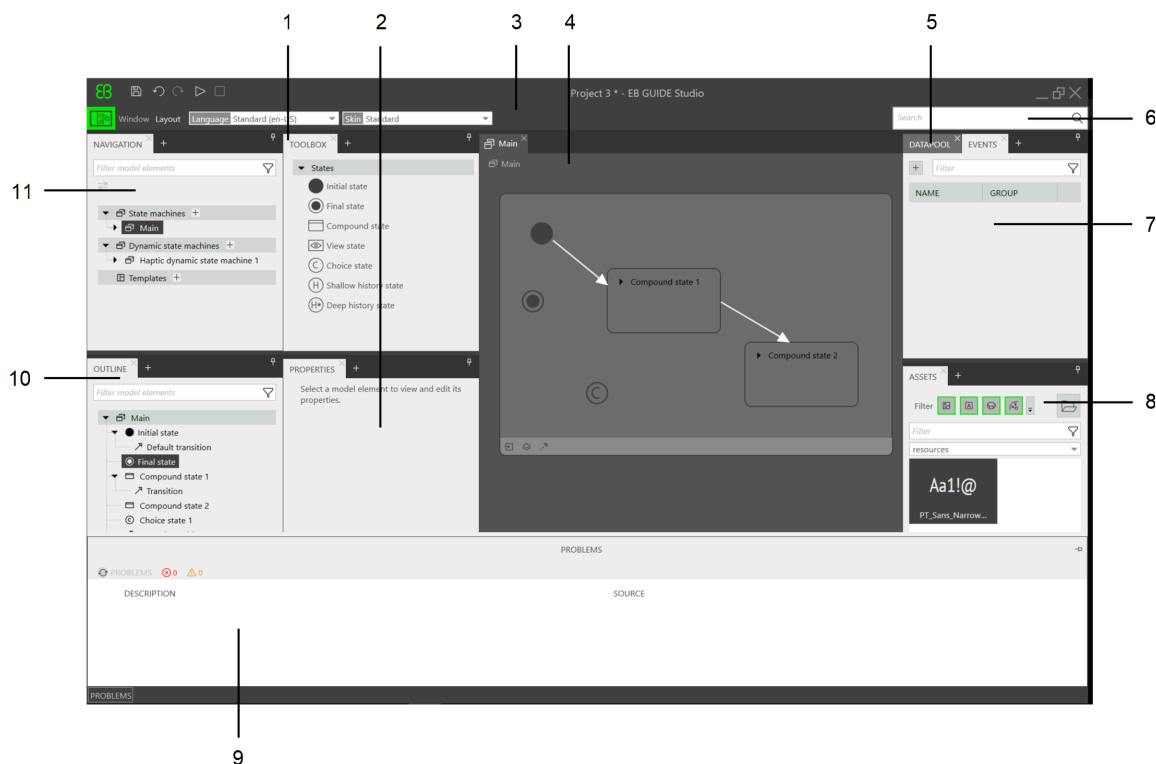 1
2
3
4
5
EB
Project 3 * - EB GUIDE Studio
Window Layout Language Standard (en-US) Skin Standard
Search
6
NAVIGATION
Filter model elements
11
State machines
Main
Dynamic state machines
Haptic dynamic state machine 1
Templates
TOOLBOX
States
Initial state
Final state
Compound state
View state
C Choice state
H Shallow history state
H* Deep history state
Main
Main
Compound state 1
Compound state 2
C
DATAPOOL EVENTS
Filter
NAME GROUP
7
OUTLINE
10
Filter model elements
Main
Initial state
Default transition
Final state
Compound state 1
Transition
Compound state 2
C Choice state 1
PROPERTIES
Select a model element to view and edit its
properties.
ASSETS
Filter A
8
Filter
resources
Aa1!@
PT_Sans_Narrow...
PROBLEMS
PROBLEMS 0 0
DESCRIPTION SOURCE
PROBLEMS
9